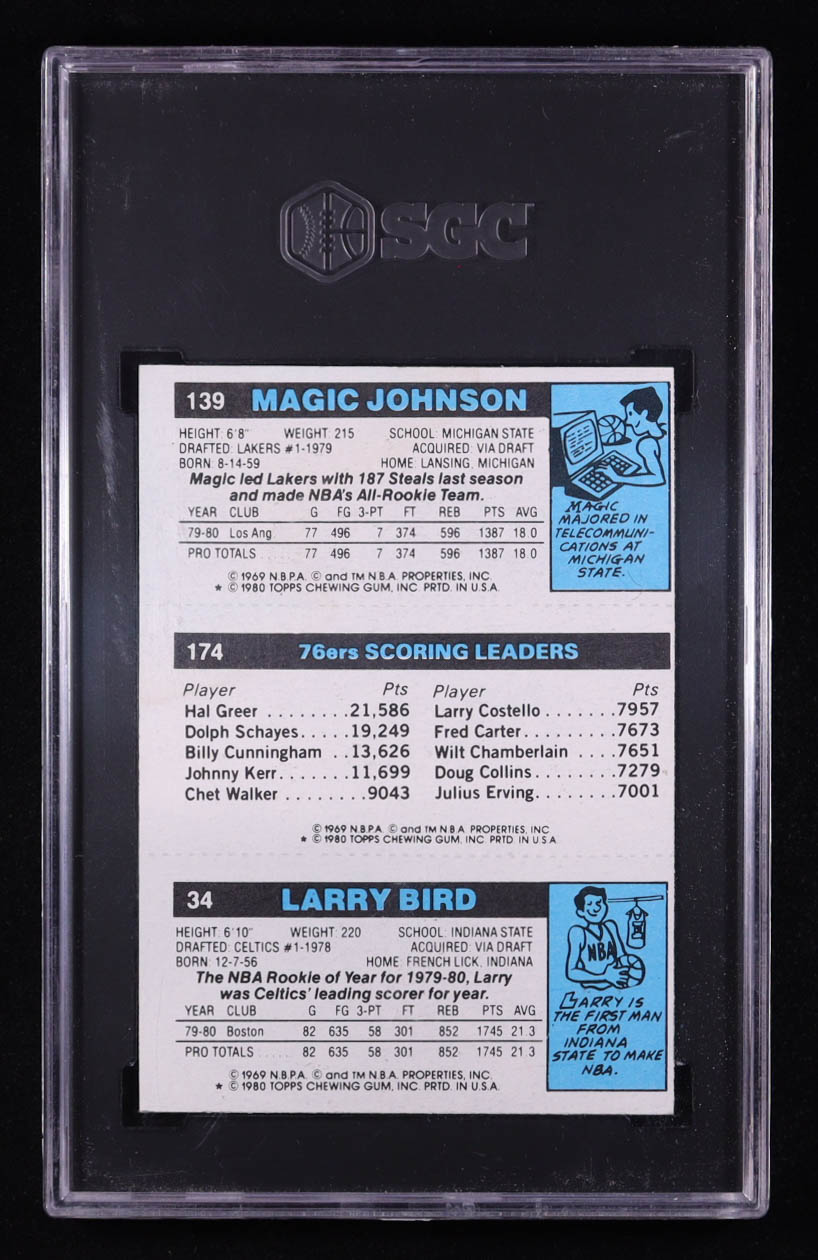 SGC
139 MAGIC JOHNSON
HEIGHT: 6'8" WEIGHT: 215 SCHOOL: MICHIGAN STATE
DRAFTED: LAKERS #1-1979 ACQUIRED: VIA DRAFT
BORN: 8-14-59 HOME: LANSING, MICHIGAN
Magic led Lakers with 187 Steals last season
and made NBA's All-Rookie Team.
YEAR CLUB G FG 3-PT FT REB PTS AVG
79-80 Los Ang. 77 496 7 374 596 1387 18.0
PRO TOTALS ..... 77 496 7 374 596 1387 18.0
© 1969 N.B.P.A. © and TM N.B.A. PROPERTIES, INC.
* © 1980 TOPPS CHEWING GUM, INC. PRTD. IN U.S.A.
MAGIC
MAJORED IN
TELECOMMUNI-
CATIONS AT
MICHIGAN
STATE.
174 76ers SCORING LEADERS
Player Pts Player Pts
Hal Greer ........21,586 Larry Costello.......7957
Dolph Schayes.....19,249 Fred Carter........7673
Billy Cunningham ..13,626 Wilt Chamberlain ....7651
Johnny Kerr.......11,699 Doug Collins........7279
Chet Walker ........9043 Julius Erving........7001
© 1969 N.B.P.A. © and TM N.B.A. PROPERTIES, INC.
* © 1980 TOPPS CHEWING GUM, INC. PRTD. IN U.S.A.
34 LARRY BIRD
HEIGHT: 6'10" WEIGHT: 220 SCHOOL: INDIANA STATE
DRAFTED: CELTICS #1-1978 ACQUIRED: VIA DRAFT
BORN: 12-7-56 HOME: FRENCH LICK, INDIANA
The NBA Rookie of Year for 1979-80, Larry
was Celtics' leading scorer for year.
YEAR CLUB G FG 3-PT FT REB PTS AVG
79-80 Boston 82 635 58 301 852 1745 21.3
PRO TOTALS ..... 82 635 58 301 852 1745 21.3
© 1969 N.B.P.A. © and TM N.B.A. PROPERTIES, INC.
* © 1980 TOPPS CHEWING GUM, INC. PRTD. IN U.S.A.
NBA
LARRY IS
THE FIRST MAN
FROM
INDIANA
STATE TO MAKE
NBA.